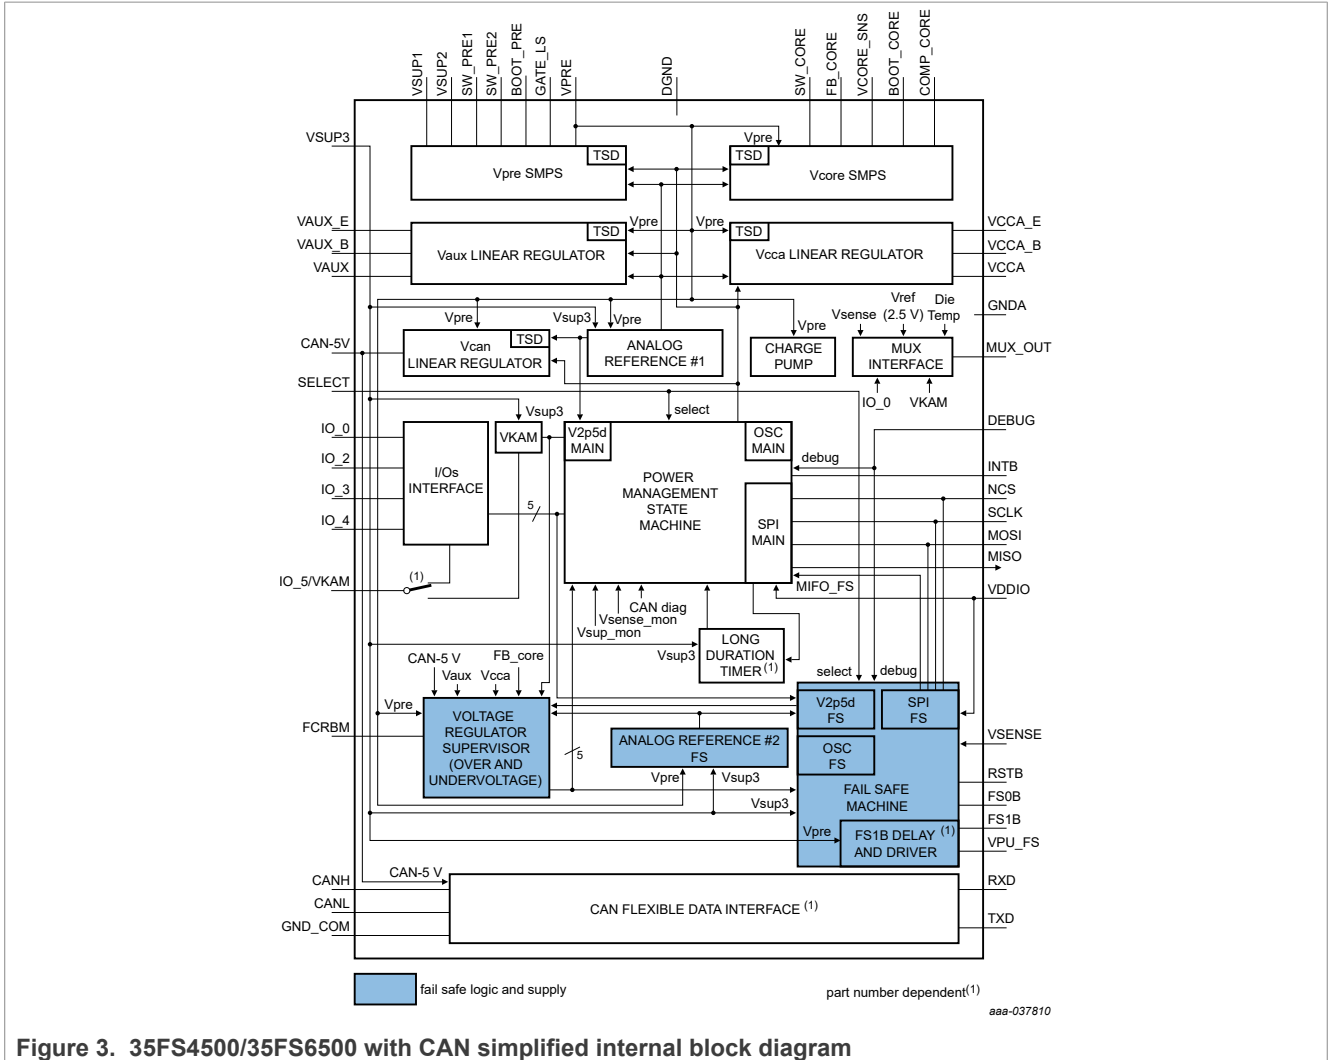 VSUP1
VSUP2
SW_PRE1
SW_PRE2
BOOT_PRE
GATE_LS
VPRE
DGND
SW_CORE
FB_CORE
VCORE_SNS
BOOT_CORE
COMP_CORE
VSUP3
Vpre
TSD
Vpre SMPS
TSD
Vcore SMPS
VAUX_E
VAUX_B
VAUX
TSD
Vpre
Vaux LINEAR REGULATOR
Vpre
TSD
Vcca LINEAR REGULATOR
VCCA_E
VCCA_B
VCCA
GNDA
Vpre
Vsup3
Vpre
Vpre
Vsense
Vref
(2.5 V)
Die
Temp
CAN-5V
Vcan
LINEAR REGULATOR
TSD
ANALOG
REFERENCE #1
CHARGE
PUMP
MUX
INTERFACE
MUX_OUT
SELECT
IO_0
VKAM
Vsup3
select
DEBUG
IO_0
IO_2
IO_3
IO_4
I/Os
INTERFACE
VKAM
V2p5d
MAIN
OSC
MAIN
debug
INTB
POWER
MANAGEMENT
STATE
MACHINE
5
SPI
MAIN
NCS
SCLK
MOSI
MISO
IO_5/VKAM
(1)
MIFO_FS
VDDIO
CAN diag
Vsense_mon
Vsup_mon
Vsup3
LONG
DURATION
TIMER (1)
CAN-5 V
Vaux
Vcca
FB_core
select
debug
Vpre
FCRBM
VOLTAGE
REGULATOR
SUPERVISOR
(OVER AND
UNDERVOLTAGE)
V2p5d
FS
SPI
FS
ANALOG REFERENCE #2
FS
5
Vpre
Vsup3
OSC
FS
VSENSE
RSTB
FS0B
FS1B
VPU_FS
FAIL SAFE
MACHINE
Vsup3
Vpre
FS1B DELAY (1)
AND DRIVER
CANH
CANL
GND_COM
CAN-5 V
CAN FLEXIBLE DATA INTERFACE (1)
RXD
TXD
fail safe logic and supply
part number dependent(1)
aaa-037810
Figure 3. 35FS4500/35FS6500 with CAN simplified internal block diagram